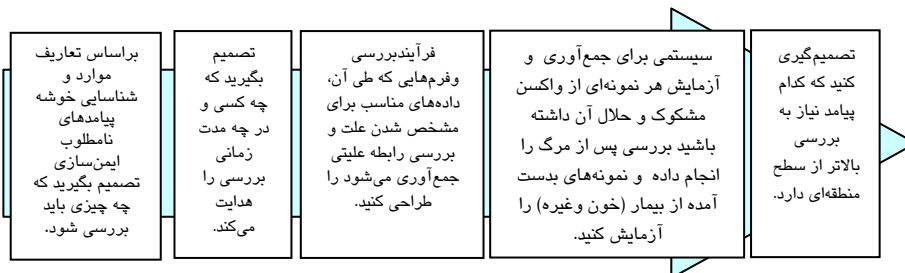 براساس تعاریف
موارد و
شناسایی خوشه
پیامدهای
نامطلوب
ایمن‌سازی
تصمیم بگیرید که
چه چیزی باید
بررسی شود.
تصمیم
بگیرید که
چه کسی و
در چه مدت
زمانی
بررسی را
هدایت
می‌کند.
فرآیندبررسی
وفرم‌هایی که طی آن،
داده‌های مناسب برای
مشخص شدن علت و
بررسی رابطه علیتی
جمع‌آوری می‌شود را
طراحی کنید.
سیستمی برای جمع‌آوری و
آزمایش هر نمونه‌ای از واکسن
مشکوک و حلال آن داشته
باشید بررسی پس از مرگ را
انجام داده و نمونه‌های بدست
آمده از بیمار (خون وغیره) را
آزمایش کنید.
تصمیم‌گیری
کنید که کدام
پیامد نیاز به
بررسی
بالاتر از سطح
منطقه‌ای دارد.